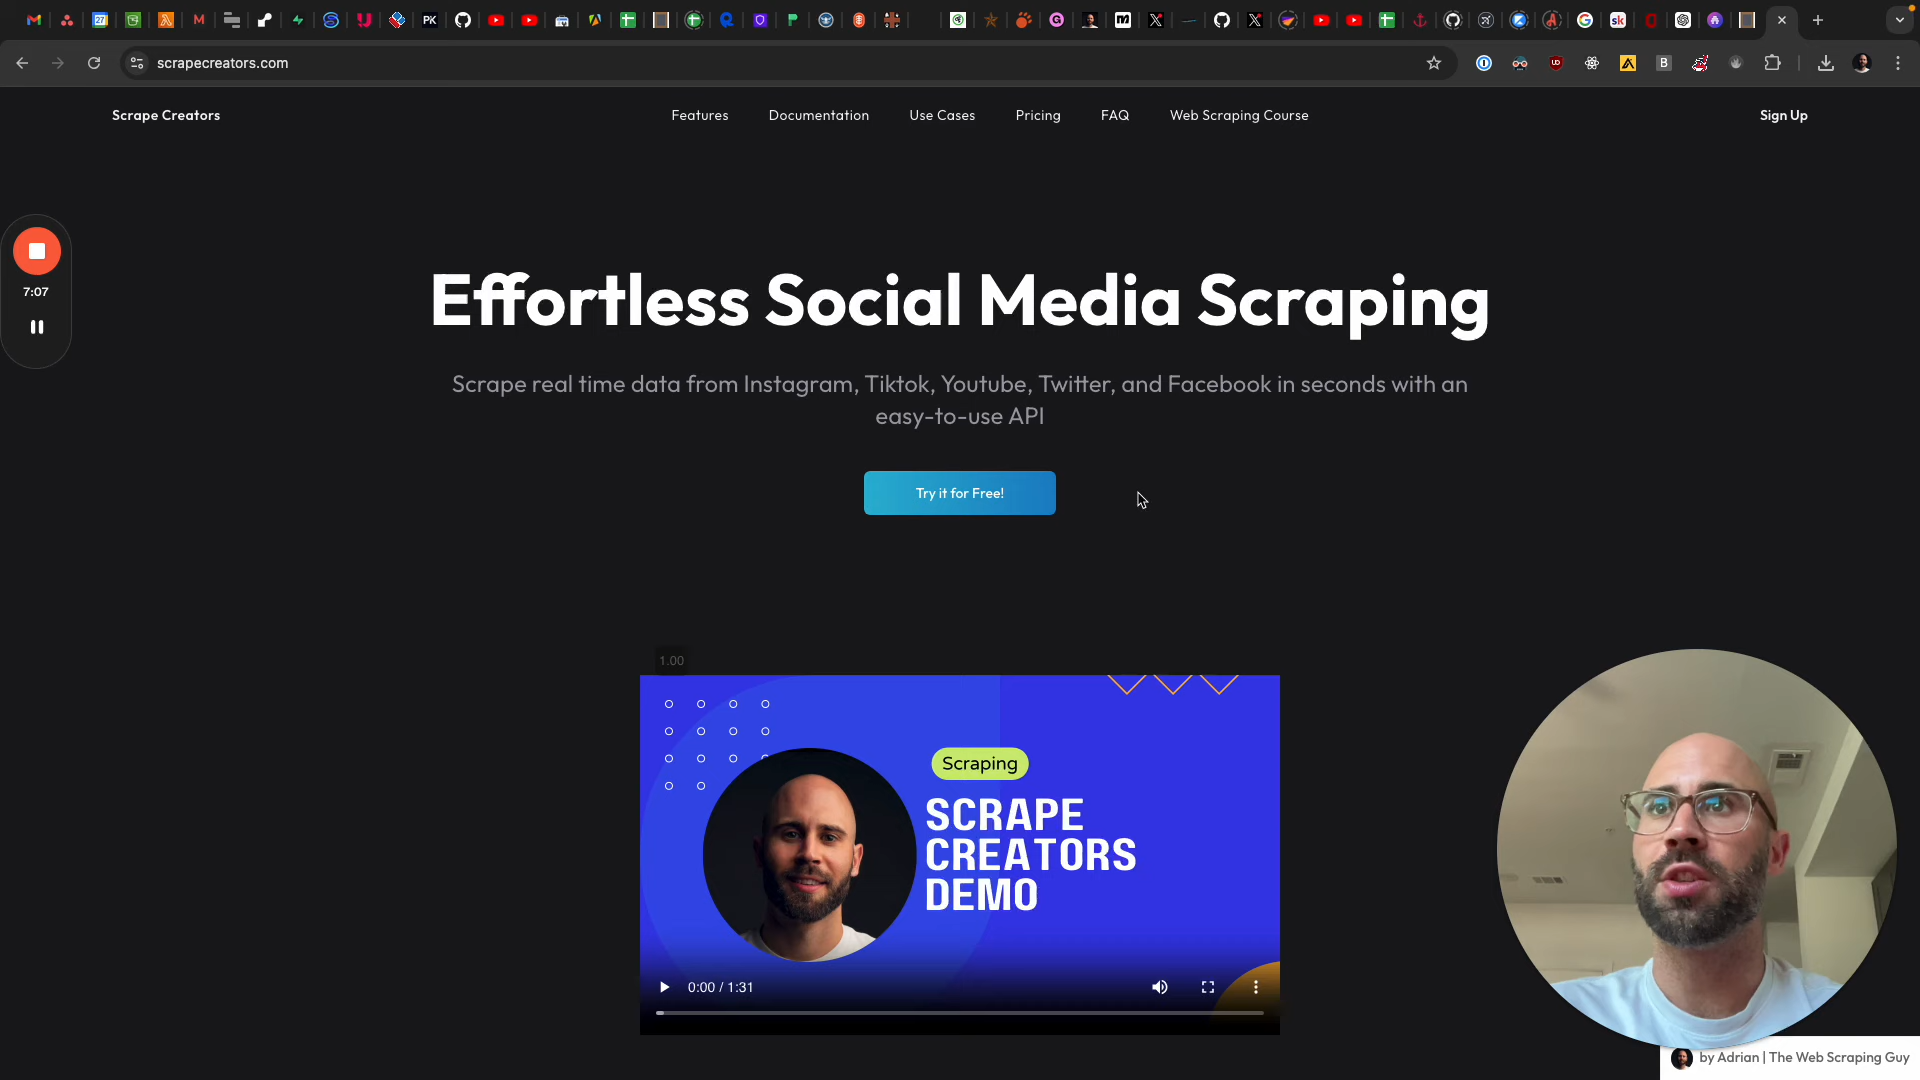 scrapecreators.com
Scrape Creators
Features
Documentation
Use Cases
Pricing
FAQ
Web Scraping Course
Sign Up
7:07
Effortless Social Media Scraping
Scrape real time data from Instagram, Tiktok, Youtube, Twitter, and Facebook in seconds with an
easy-to-use API
Try it for Free!
1.00
Scraping
SCRAPE
CREATORS
DEMO
0:00 / 1:31
by Adrian | The Web Scraping Guy